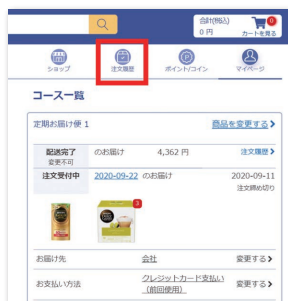 合計(税込)
0 円
0
カートを見る
ショップ
注文履歴
ポイント/コイン
マイページ
コース一覧
定期お届け便 1
商品を変更する
配送完了 のお届け 4,362 円 注文履歴
変更不可
注文受付中 2020-09-22 のお届け 2020-09-11
注文締め切り
3
お届け先 会社 変更する
お支払い方法 クレジットカード支払い 変更する
(前回使用)